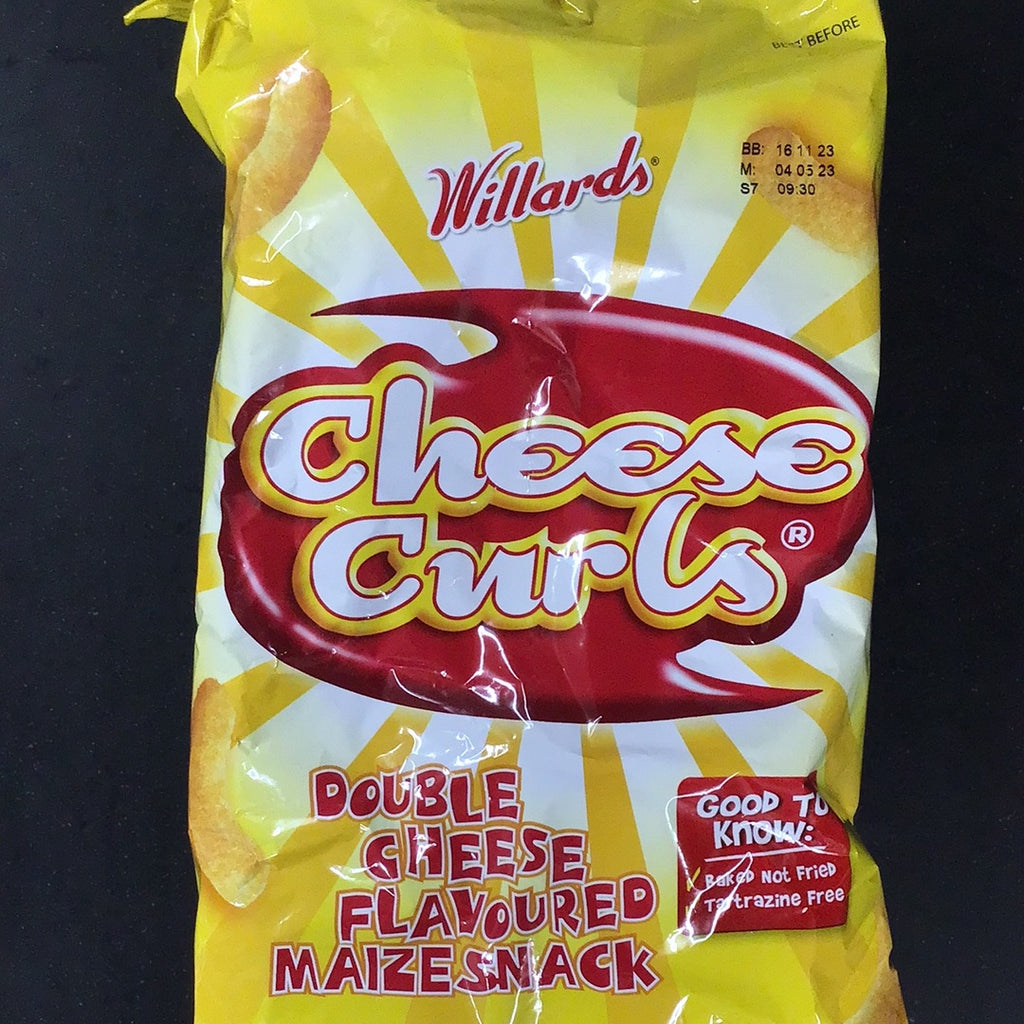 BEST BEFORE
Willards®
BB: 16 11 23
M: 04 05 23
S7 09:30
Cheese
Curls®
DOUBLE
CHEESE
FLAVOURED
MAIZE SNACK
GOOD TO
KNOW:
Baked Not Fried
Tartrazine Free